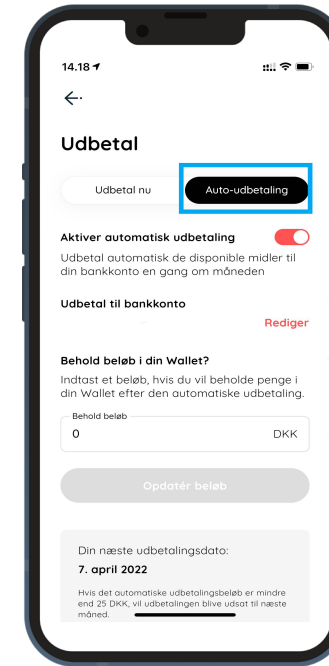 14.18
Udbetal
Udbetal nu
Auto-udbetaling
Aktiver automatisk udbetaling
Udbetal automatisk de disponible midler til
din bankkonto en gang om måneden
Udbetal til bankkonto
Rediger
Behold beløb i din Wallet?
Indtast et beløb, hvis du vil beholde penge i
din Wallet efter den automatiske udbetaling.
Behold beløb
0 DKK
Opdatér beløb
Din næste udbetalingsdato:
7. april 2022
Hvis det automatiske udbetalingsbeløb er mindre
end 25 DKK, vil udbetalingen blive udsat til næste
måned.